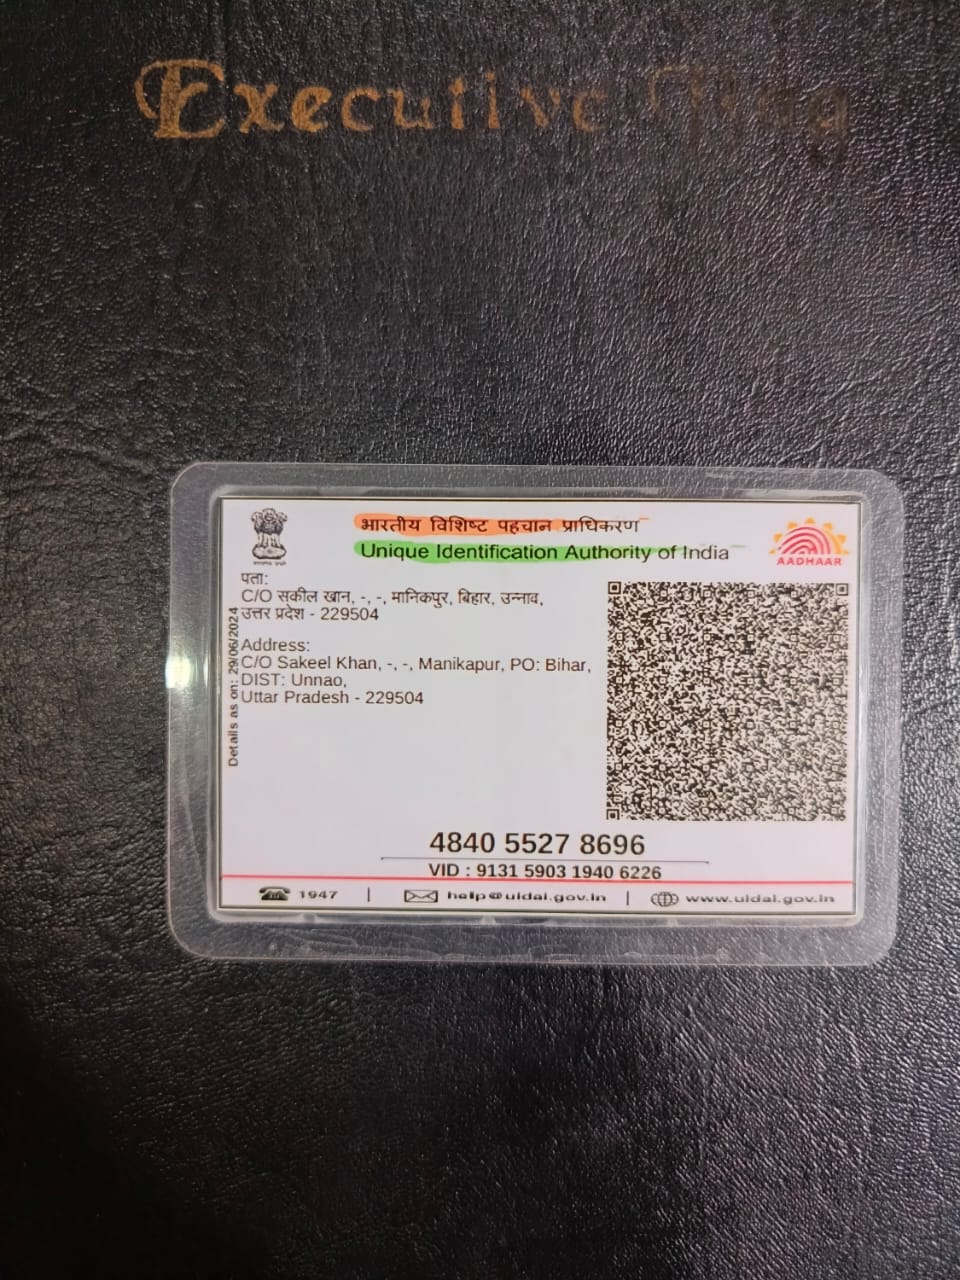 Executive Bag
भारतीय विशिष्ट पहचान प्राधिकरण
Unique Identification Authority of India
AADHAAR
पता:
C/O सकील खान, -, -, मानिकपुर, बिहार, उन्नाव,
उत्तर प्रदेश - 229504
Address:
C/O Sakeel Khan, -, -, Manikapur, PO: Bihar,
DIST: Unnao,
Uttar Pradesh - 229504
Details as on: 29/06/2024
4840 5527 8696
VID : 9131 5903 1940 6226
1947 | help@uidai.gov.in | www.uidai.gov.in